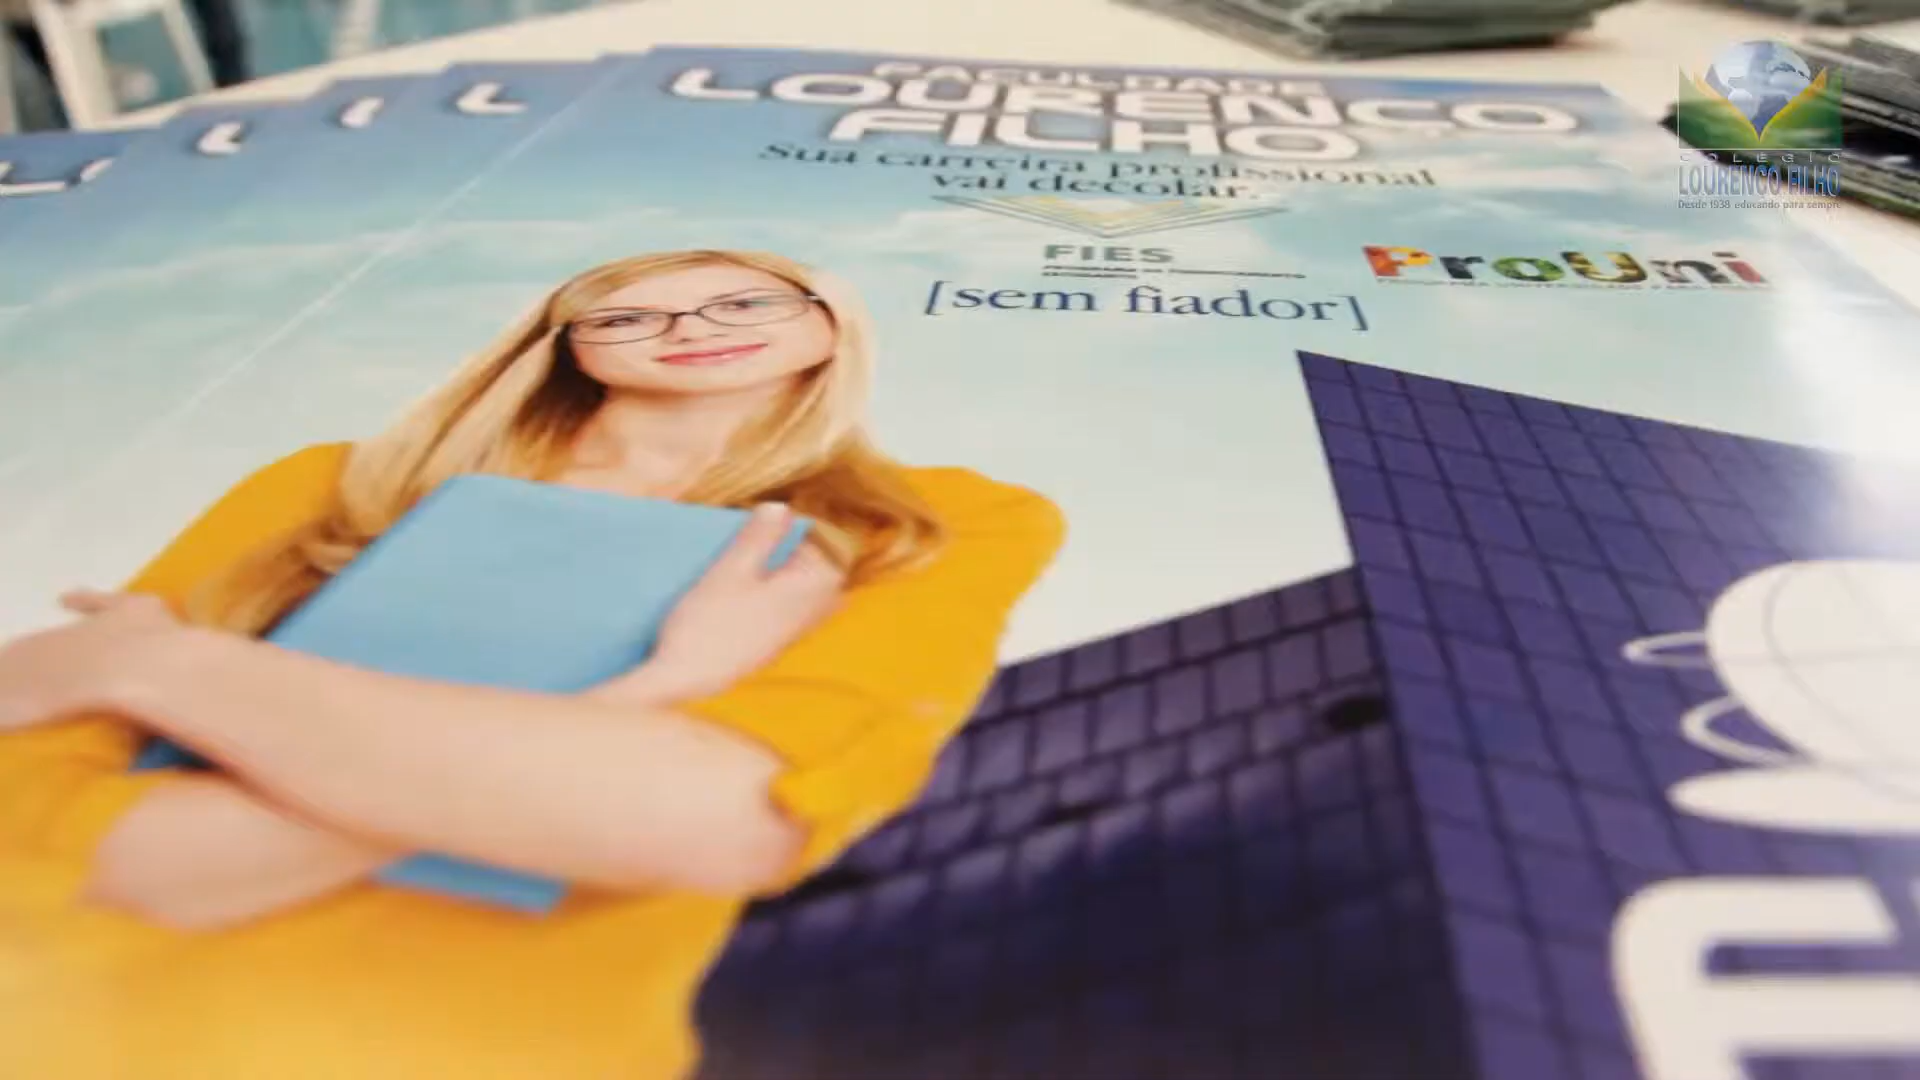 FACULDADE
LOURENCO
FILHO
Sua carreira profissional
vai decolar.
FIES
ProUni
[sem fiador]
COLÉGIO
LOURENÇO FILHO
Desde 1938 educando para sempre